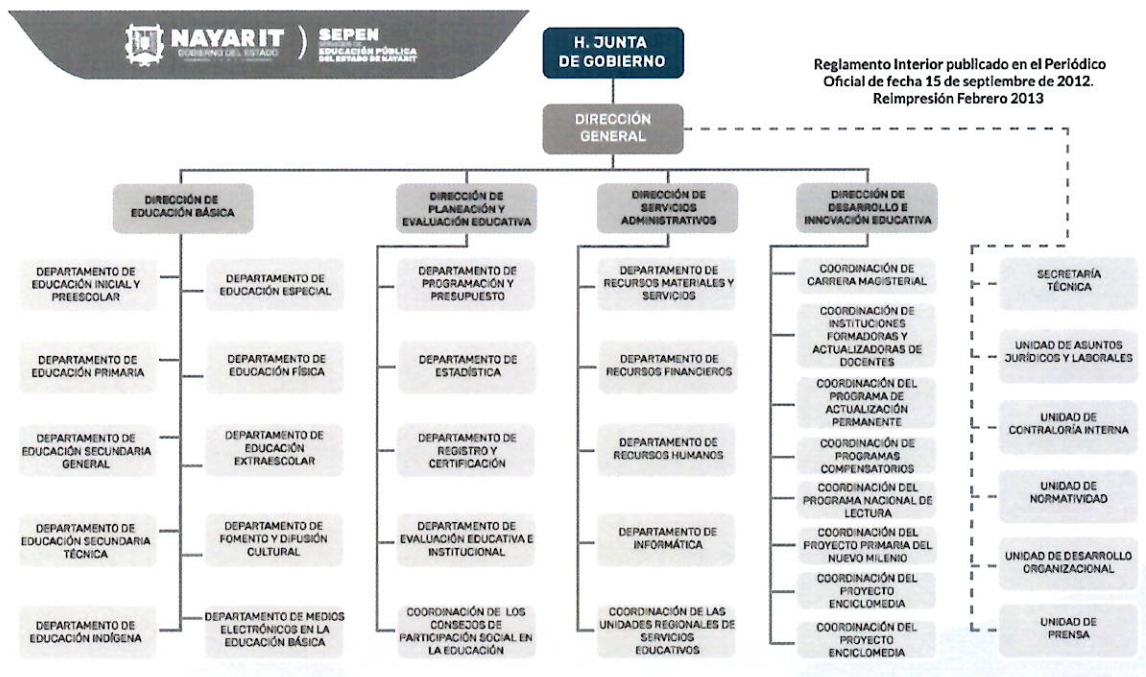 NAYARIT
GOBIERNO DEL ESTADO
SEPEN
SERVICIOS DE
EDUCACIÓN PÚBLICA
DEL ESTADO DE NAYARIT
H. JUNTA
DE GOBIERNO
Reglamento Interior publicado en el Periódico
Oficial de fecha 15 de septiembre de 2012.
Reimpresión Febrero 2013
DIRECCIÓN
GENERAL
DIRECCIÓN DE
EDUCACIÓN BÁSICA
DEPARTAMENTO DE
EDUCACIÓN INICIAL Y
PREESCOLAR
DEPARTAMENTO DE
EDUCACIÓN ESPECIAL
DEPARTAMENTO DE
EDUCACIÓN PRIMARIA
DEPARTAMENTO DE
EDUCACIÓN FÍSICA
DEPARTAMENTO DE
EDUCACIÓN SECUNDARIA
GENERAL
DEPARTAMENTO DE
EDUCACIÓN
EXTRAESCOLAR
DEPARTAMENTO DE
EDUCACIÓN SECUNDARIA
TÉCNICA
DEPARTAMENTO DE
FOMENTO Y DIFUSIÓN
CULTURAL
DEPARTAMENTO DE
EDUCACIÓN INDÍGENA
DEPARTAMENTO DE MEDIOS
ELECTRÓNICOS EN LA
EDUCACIÓN BÁSICA
DIRECCIÓN DE
PLANEACIÓN Y
EVALUACIÓN EDUCATIVA
DEPARTAMENTO DE
PROGRAMACIÓN Y
PRESUPUESTO
DEPARTAMENTO DE
ESTADÍSTICA
DEPARTAMENTO DE
REGISTRO Y
CERTIFICACIÓN
DEPARTAMENTO DE
EVALUACIÓN EDUCATIVA E
INSTITUCIONAL
COORDINACIÓN DE LOS
CONSEJOS DE
PARTICIPACIÓN SOCIAL EN
LA EDUCACIÓN
DIRECCIÓN DE
SERVICIOS
ADMINISTRATIVOS
DEPARTAMENTO DE
RECURSOS MATERIALES Y
SERVICIOS
DEPARTAMENTO DE
RECURSOS FINANCIEROS
DEPARTAMENTO DE
RECURSOS HUMANOS
DEPARTAMENTO DE
INFORMÁTICA
COORDINACIÓN DE LAS
UNIDADES REGIONALES DE
SERVICIOS
EDUCATIVOS
DIRECCIÓN DE
DESARROLLO E
INNOVACIÓN EDUCATIVA
COORDINACIÓN DE
CARRERA MAGISTERIAL
COORDINACIÓN DE
INSTITUCIONES
FORMADORAS Y
ACTUALIZADORAS DE
DOCENTES
COORDINACIÓN DEL
PROGRAMA DE
ACTUALIZACIÓN
PERMANENTE
COORDINACIÓN DE
PROGRAMAS
COMPENSATORIOS
COORDINACIÓN DEL
PROGRAMA NACIONAL DE
LECTURA
COORDINACIÓN DEL
PROYECTO PRIMARIA DEL
NUEVO MILENIO
COORDINACIÓN DEL
PROYECTO
ENCICLOMEDIA
COORDINACIÓN DEL
PROYECTO
ENCICLOMEDIA
SECRETARÍA
TÉCNICA
UNIDAD DE ASUNTOS
JURÍDICOS Y LABORALES
UNIDAD DE
CONTRALORÍA INTERNA
UNIDAD DE
NORMATIVIDAD
UNIDAD DE DESARROLLO
ORGANIZACIONAL
UNIDAD DE
PRENSA